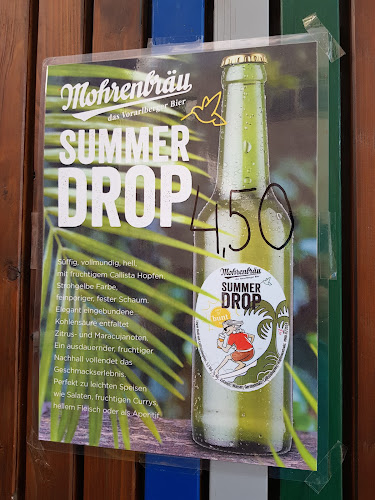 Mohrenbräu
das Vorarlberger Bier
SUMMER
DROP
4,50
Süffig, vollmundig, hell,
mit fruchtigem Callista Hopfen.
Strohgelbe Farbe,
feinporiger, fester Schaum.
Elegant eingebundene
Kohlensäure entfaltet
Zitrus- und Maracujanoten.
Ein ausdauernder, fruchtiger
Nachhall vollendet das
Geschmackserlebnis.
Perfekt zu leichten Speisen
wie Salaten, fruchtigen Currys,
hellem Fleisch oder als Aperitif.
Mohrenbräu
SUMMER
DROP